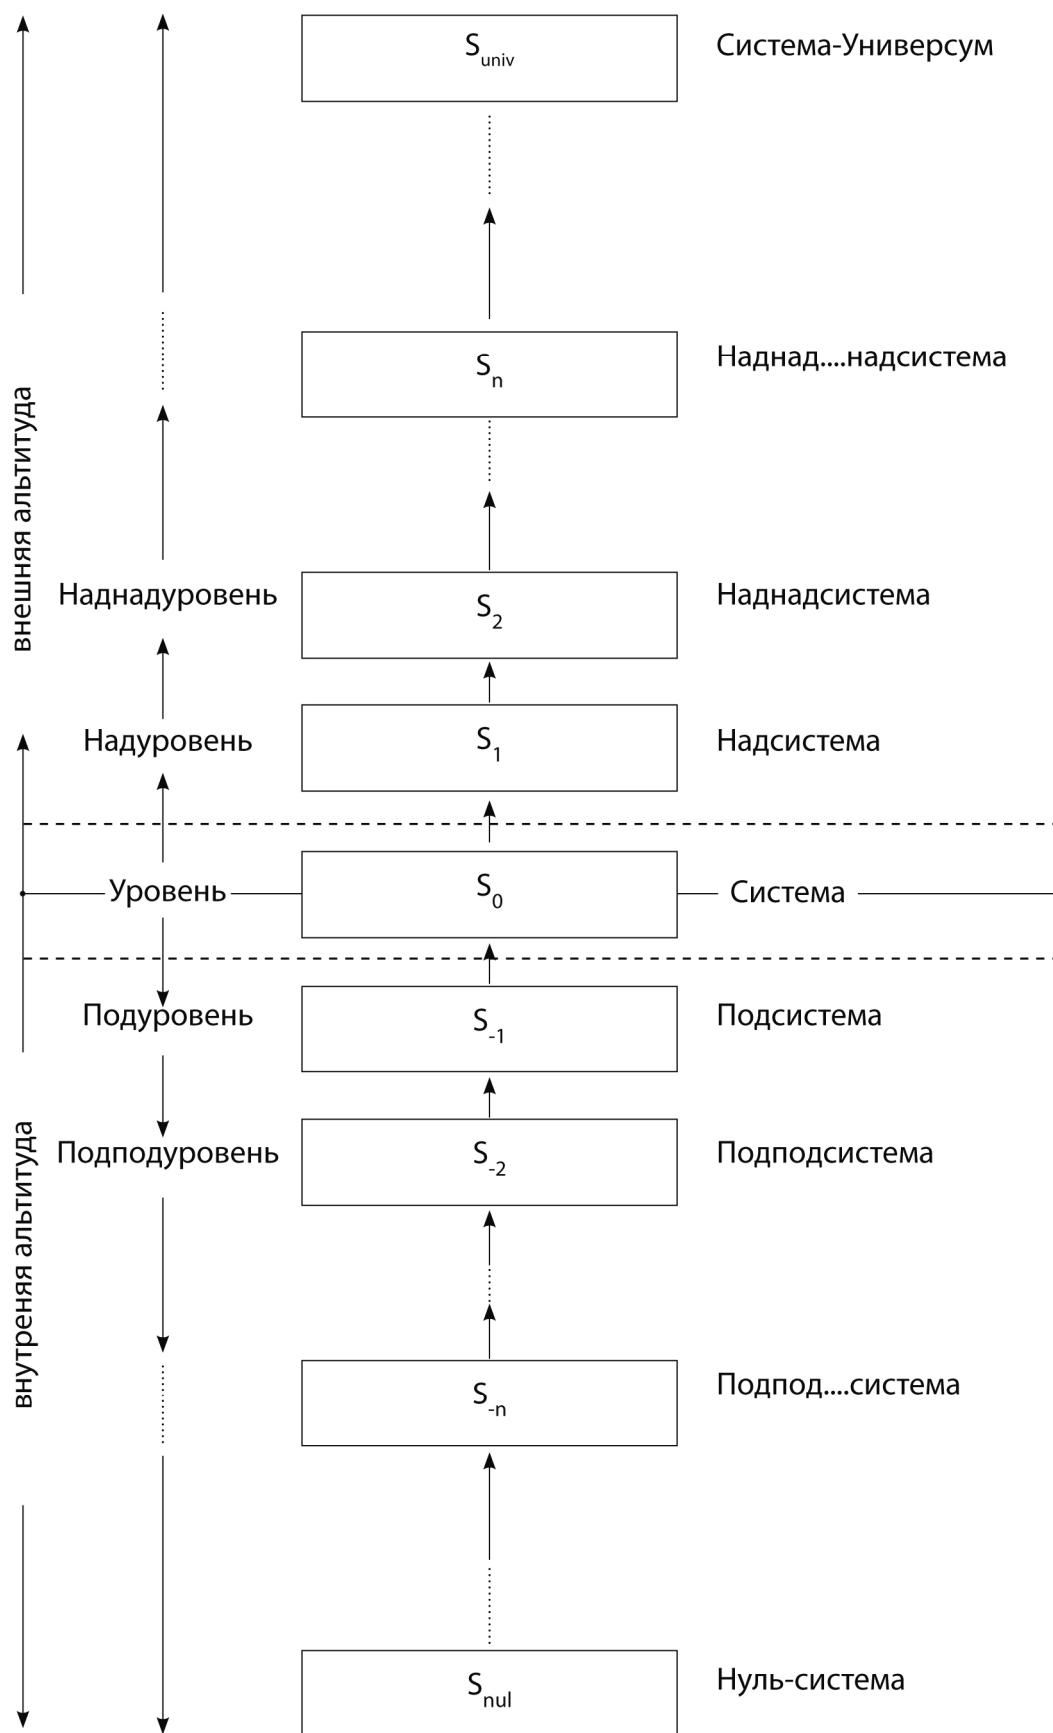 S_univ Система-Универсум
S_n Наднад....надсистема
внешняя альтитуда
Наднадуровень S_2 Наднадсистема
Надуровень S_1 Надсистема
Уровень S_0 Система
Подуровень S_-1 Подсистема
Подподуровень S_-2 Подподсистема
внутреняя альтитуда
S_-n Подпод....система
S_nul Нуль-система